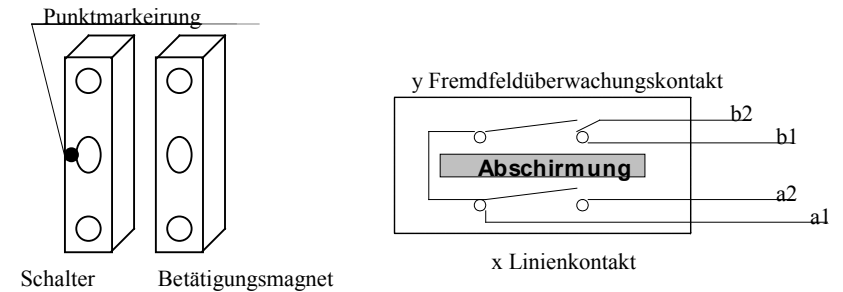 Punktmarkeirung
y Fremdfeldüberwachungskontakt
b2
b1
Abschirmung
a2
a1
x Linienkontakt
Schalter Betätigungsmagnet